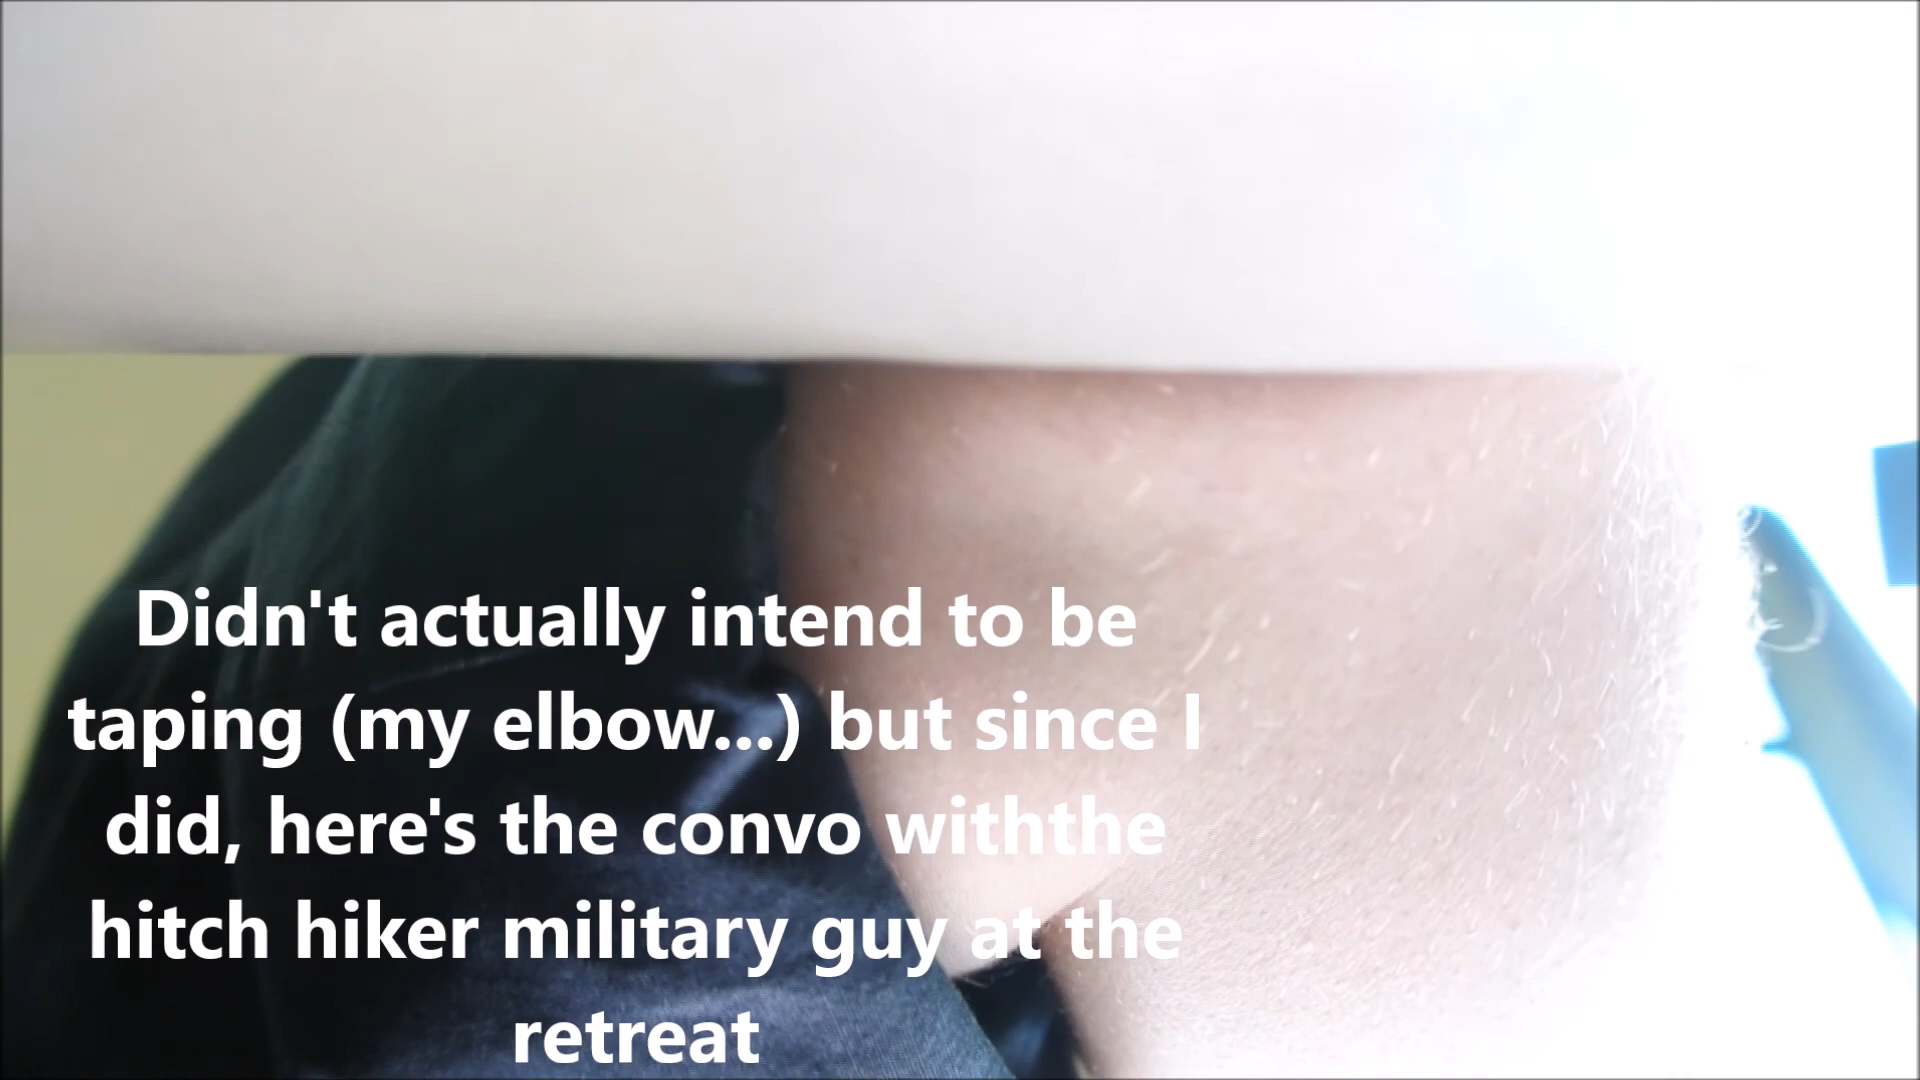 Didn't actually intend to be
taping (my elbow...) but since I
did, here's the convo withthe
hitch hiker military guy at the
retreat